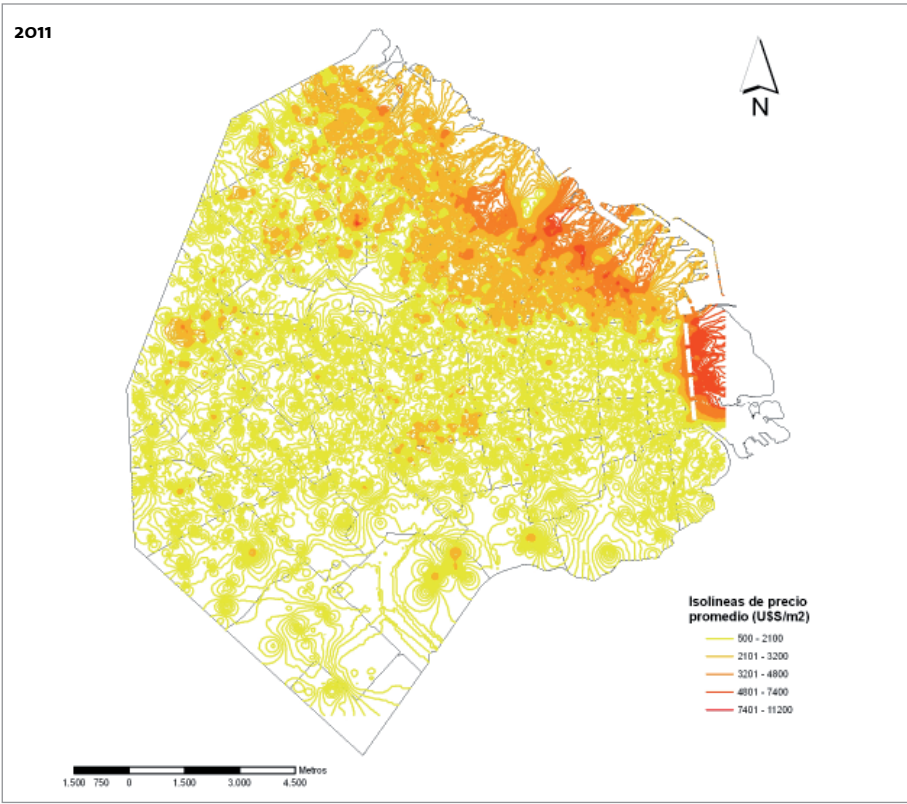 2011
N
Isolineas de precio
promedio (U$S/m2)
500 - 2100
2101 - 3200
3201 - 4800
4801 - 7400
7401 - 11200
Metros
1.500 750 0 1.500 3.000 4.500